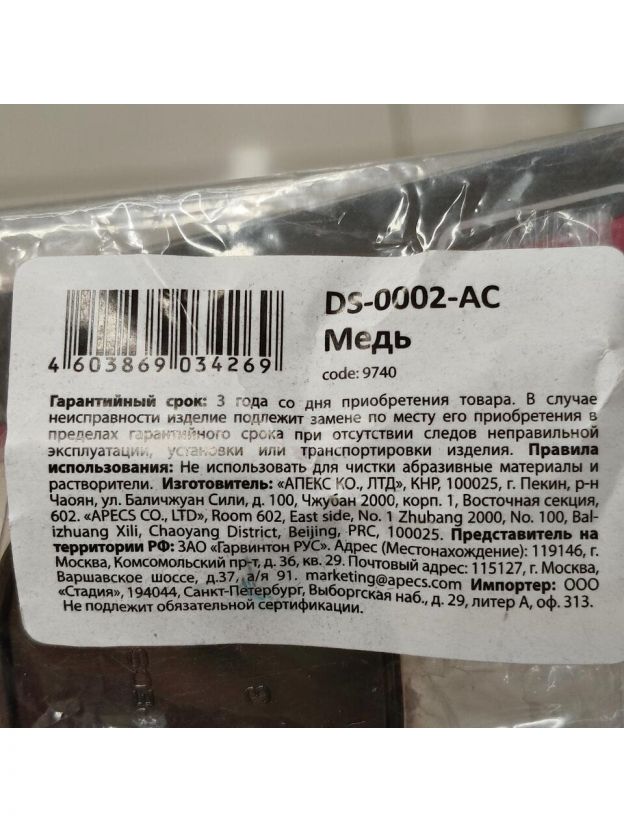 DS-0002-AC
Медь
code: 9740
4 603869 034269
Гарантийный срок: 3 года со дня приобретения товара. В случае
неисправности изделие подлежит замене по месту его приобретения в
пределах гарантийного срока при отсутствии следов неправильной
эксплуатации, установки или транспортировки изделия. Правила
использования: Не использовать для чистки абразивные материалы и
растворители. Изготовитель: «АПЕКС КО., ЛТД», КНР, 100025, г. Пекин, р-н
Чаоян, ул. Баличжуан Сили, д. 100, Чжубан 2000, корп. 1, Восточная секция,
602. «APECS CO., LTD», Room 602, East side, No. 1 Zhubang 2000, No. 100, Bal-
izhuang Xili, Chaoyang District, Beijing, PRC, 100025. Представитель на
территории РФ: ЗАО «Гарвинтон РУС». Адрес (Местонахождение): 119146, г.
Москва, Комсомольский пр-т, д. 36, кв. 29. Почтовый адрес: 115127, г. Москва,
Варшавское шоссе, д.37, а/я 91. marketing@apecs.com Импортер: ООО
«Стадия», 194044, Санкт-Петербург, Выборгская наб., д. 29, литер А, оф. 313.
Не подлежит обязательной сертификации.
3